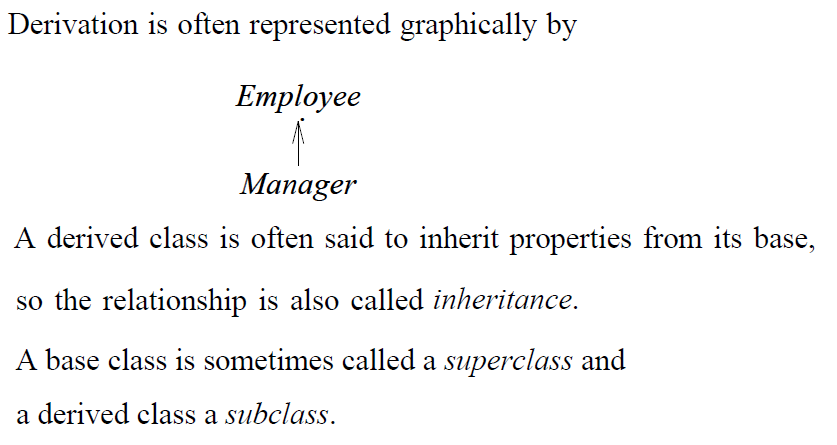 Derivation is often represented graphically by
Employee
Manager
A derived class is often said to inherit properties from its base,
so the relationship is also called inheritance.
A base class is sometimes called a superclass and
a derived class a subclass.